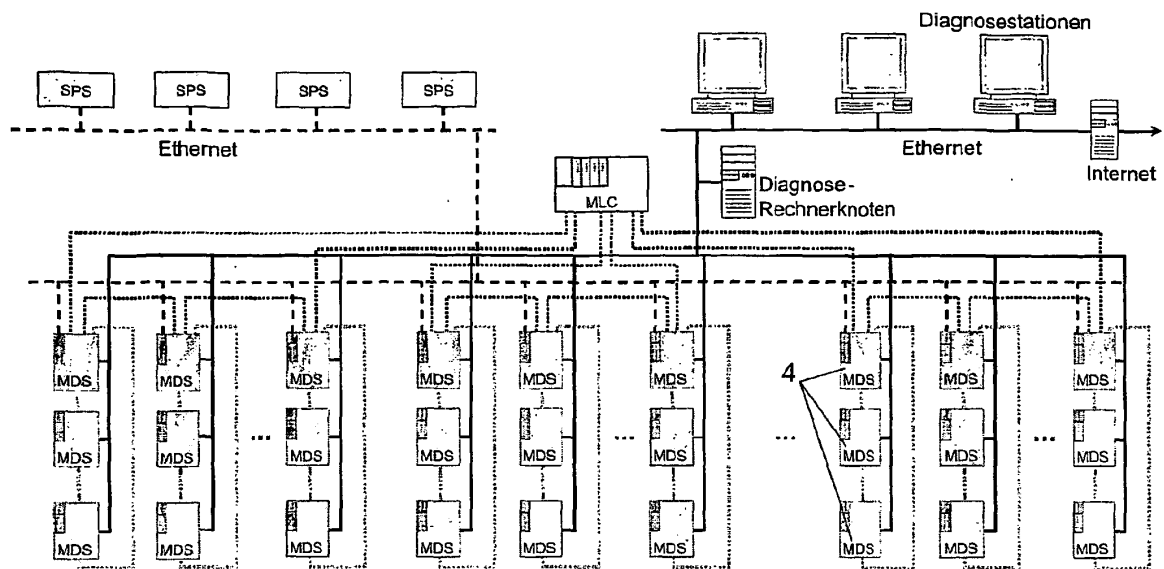 Diagnosestationen
SPS SPS SPS SPS
Ethernet
Ethernet
Internet
MLC
Diagnose-
Rechnerknoten
MDS MDS MDS MDS MDS MDS 4 MDS MDS MDS
MDS MDS ... MDS MDS MDS ... MDS ... MDS MDS ... MDS
MDS MDS MDS MDS MDS MDS MDS MDS MDS